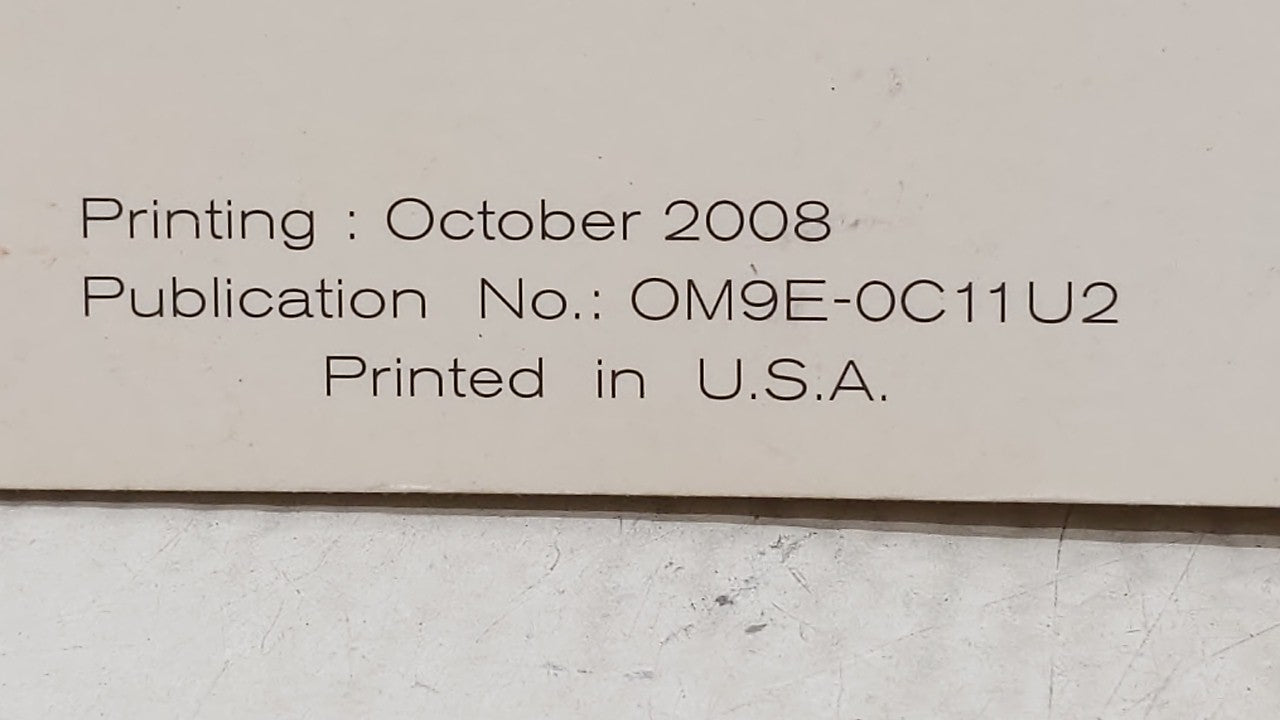 Printing : October 2008
Publication No.: OM9E-0C11U2
Printed in U.S.A.